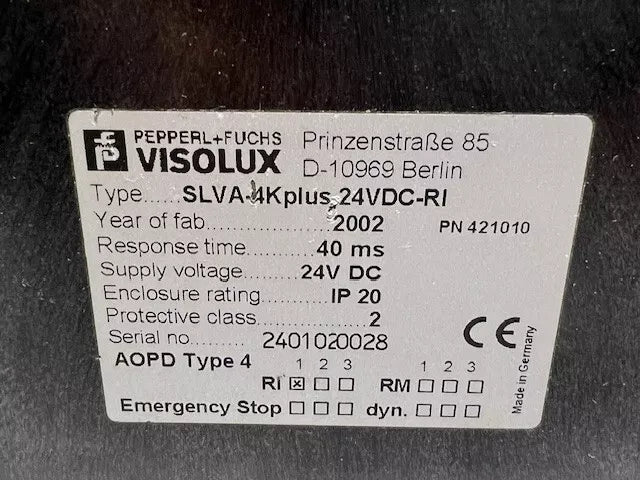 PEPPERL+FUCHS
VISOLUX
Prinzenstraße 85
D-10969 Berlin
Type......SLVA-4Kplus 24VDC-RI
Year of fab..................2002 PN 421010
Response time..........40 ms
Supply voltage........24V DC
Enclosure rating..........IP 20
Protective class.................2
Serial no..........2401020028
AOPD Type 4 1 2 3 1 2 3
RI ☒ ☐ ☐ RM ☐ ☐ ☐
Emergency Stop ☐ ☐ ☐ dyn. ☐ ☐ ☐
CE
Made in Germany